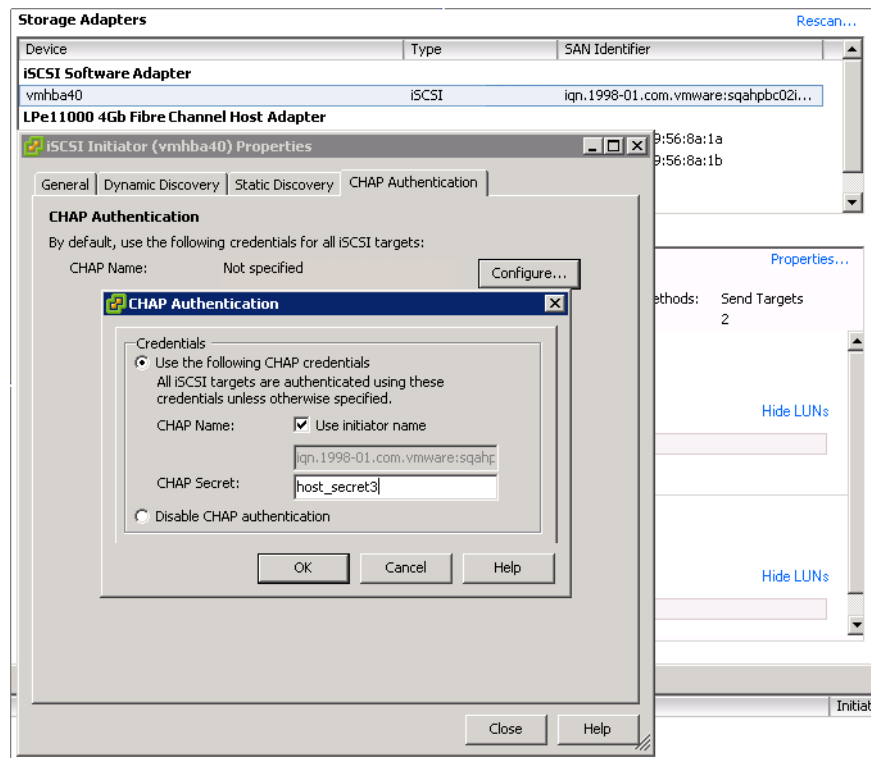 Storage Adapters
Rescan...
Device Type SAN Identifier
iSCSI Software Adapter
vmhba40 iSCSI iqn.1998-01.com.vmware:sqahpbc02i...
LPe11000 4Gb Fibre Channel Host Adapter
9:56:8a:1a
9:56:8a:1b
iSCSI Initiator (vmhba40) Properties
General Dynamic Discovery Static Discovery CHAP Authentication
CHAP Authentication
By default, use the following credentials for all iSCSI targets:
CHAP Name: Not specified
Configure...
Properties...
ethods: Send Targets
2
Hide LUNs
Hide LUNs
CHAP Authentication
Credentials
Use the following CHAP credentials
All iSCSI targets are authenticated using these
credentials unless otherwise specified.
CHAP Name: Use initiator name
iqn.1998-01.com.vmware:sqahp
CHAP Secret: host_secret3
Disable CHAP authentication
OK Cancel Help
Close Help
Initiat